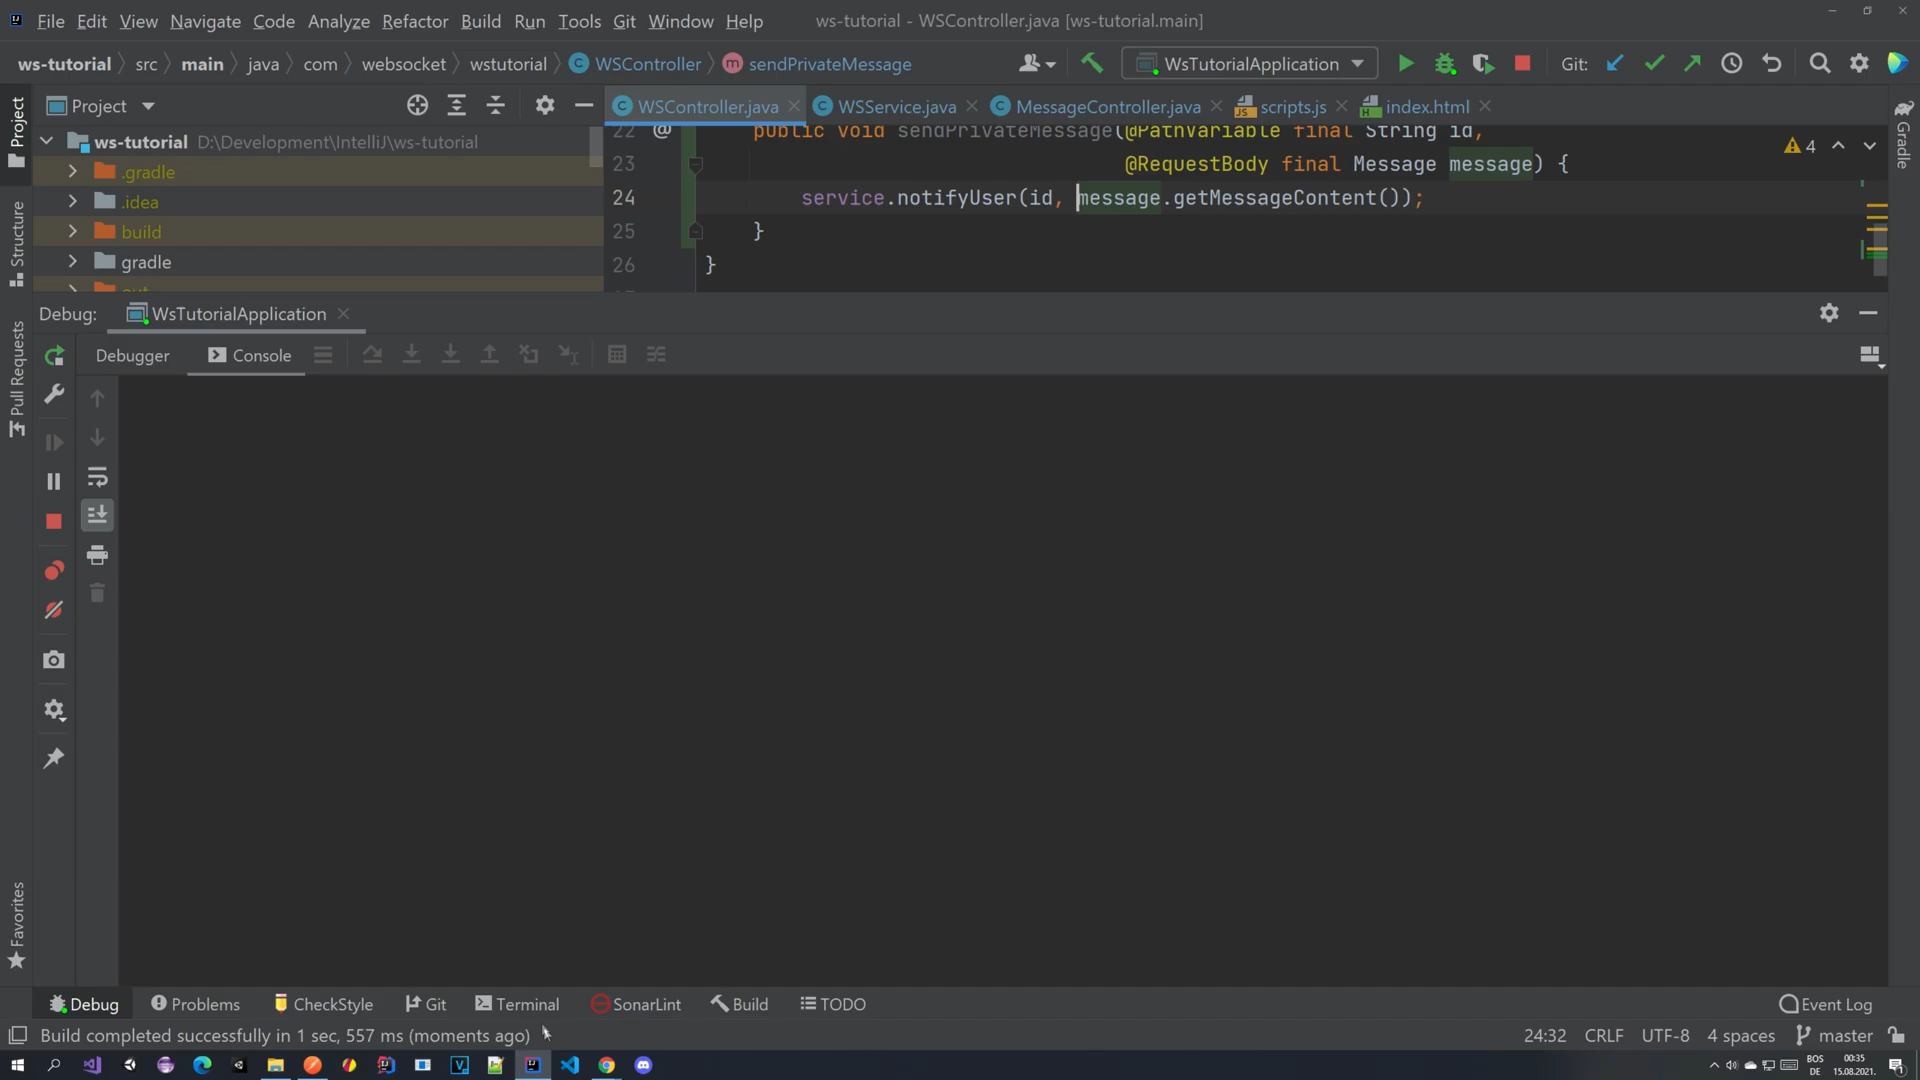 File Edit View Navigate Code Analyze Refactor Build Run Tools Git Window Help ws-tutorial - WSController.java [ws-tutorial.main]
ws-tutorial src main java com websocket wstutorial WSController sendPrivateMessage WsTutorialApplication Git:
Project WSController.java WSService.java MessageController.java scripts.js index.html
ws-tutorial D:\Development\IntelliJ\ws-tutorial
.gradle
.idea
build
gradle
out
22 @ public void sendPrivateMessage(@PathVariable final String id,
23 @RequestBody final Message message) {
24 service.notifyUser(id, message.getMessageContent());
25 }
26 }
4
Project
Structure
Pull Requests
Favorites
Gradle
Debug: WsTutorialApplication
Debugger Console
Debug Problems CheckStyle Git Terminal SonarLint Build TODO Event Log
Build completed successfully in 1 sec, 557 ms (moments ago) 24:32 CRLF UTF-8 4 spaces master
BOS 00:35
DE 15.08.2021.